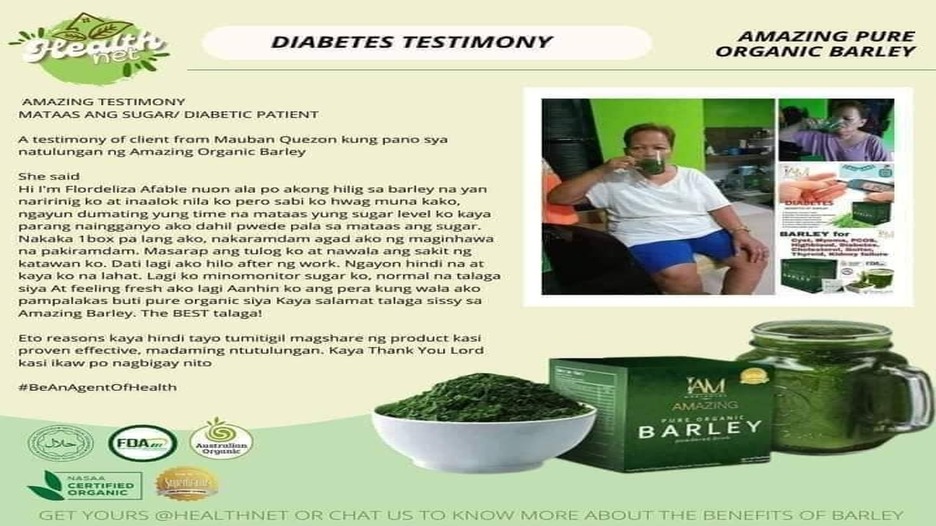 Health
net
DIABETES TESTIMONY
AMAZING PURE
ORGANIC BARLEY
AMAZING TESTIMONY
MATAAS ANG SUGAR/ DIABETIC PATIENT
A testimony of client from Mauban Quezon kung pano sya
natulungan ng Amazing Organic Barley
She said
Hi I'm Flordeliza Afable nuon ala po akong hilig sa barley na yan
naririnig ko at inaalok nila ko pero sabi ko hwag muna kako,
ngayun dumating yung time na mataas yung sugar level ko kaya
parang nainggganyo ako dahil pwede pala sa mataas ang sugar.
Nakaka 1box pa lang ako, nakaramdam agad ako ng maginhawa
na pakiramdam. Masarap ang tulog ko at nawala ang sakit ng
katawan ko. Dati lagi ako hilo after ng work. Ngayon hindi na at
kaya ko na lahat. Lagi ko minomonitor sugar ko, normal na talaga
siya At feeling fresh ako lagi Aanhin ko ang pera kung wala ako
pampalakas buti pure organic siya Kaya salamat talaga sissy sa
Amazing Barley. The BEST talaga!
Eto reasons kaya hindi tayo tumitigil magshare ng product kasi
proven effective, madaming ntutulungan. Kaya Thank You Lord
kasi ikaw po nagbigay nito
#BeAnAgentOfHealth
IAM
DIABETES
BARLEY for
Cyst, Myoma, PCOS,
Highblood, Diabetes,
Cholesterol, Goiter,
Thyroid, Kidney failure
IAM
AMAZING
PURE ORGANIC
BARLEY
powdered drink
حلال
FDA
Australian
Organic
NASAA
CERTIFIED
ORGANIC
Superfoods
GET YOURS @HEALTHNET OR CHAT US TO KNOW MORE ABOUT THE BENEFITS OF BARLEY